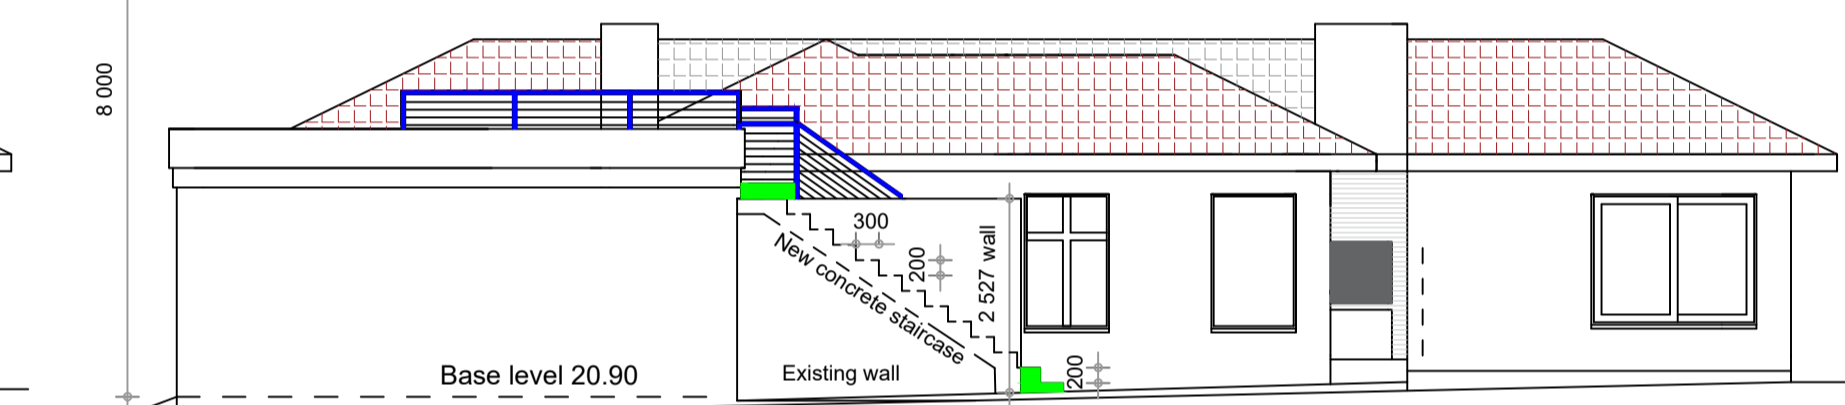 8 000
300
200
2 527 wall
New concrete staircase
200
Base level 20.90
Existing wall